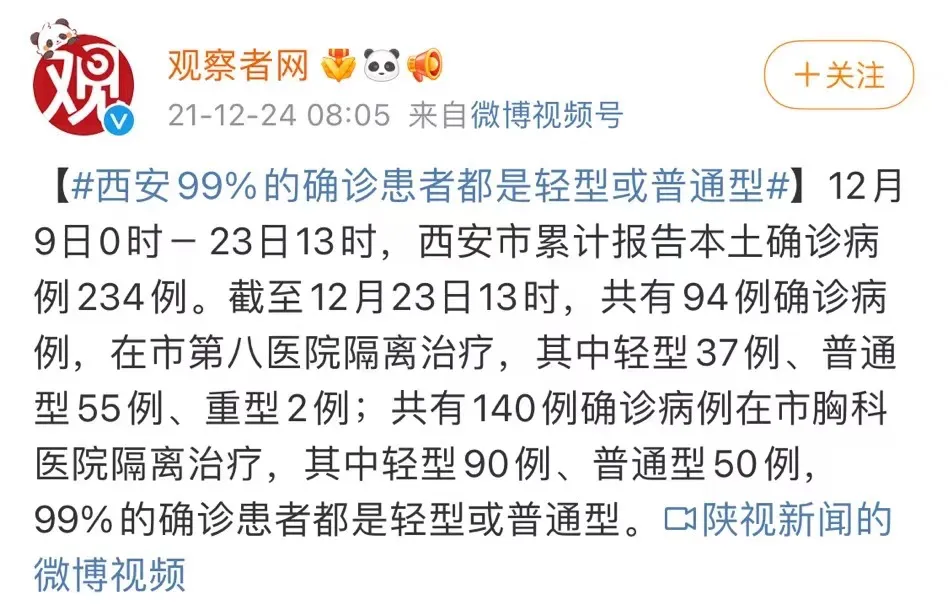 观
观察者网
21-12-24 08:05 来自微博视频号
＋关注
【#西安99%的确诊患者都是轻型或普通型#】12月
9日0时－23日13时，西安市累计报告本土确诊病
例234例。截至12月23日13时，共有94例确诊病
例，在市第八医院隔离治疗，其中轻型37例、普通
型55例、重型2例；共有140例确诊病例在市胸科
医院隔离治疗，其中轻型90例、普通型50例，
99%的确诊患者都是轻型或普通型。陕视新闻的
微博视频